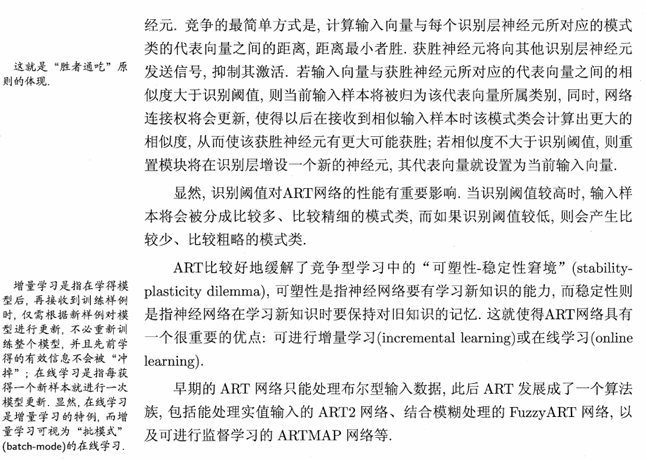 经元. 竞争的最简单方式是, 计算输入向量与每个识别层神经元所对应的模式
类的代表向量之间的距离, 距离最小者胜. 获胜神经元将向其他识别层神经元
发送信号, 抑制其激活. 若输入向量与获胜神经元所对应的代表向量之间的相
似度大于识别阈值, 则当前输入样本将被归为该代表向量所属类别, 同时, 网络
连接权将会更新, 使得以后在接收到相似输入样本时该模式类会计算出更大的
相似度, 从而使该获胜神经元有更大可能获胜; 若相似度不大于识别阈值, 则重
置模块将在识别层增设一个新的神经元, 其代表向量就设置为当前输入向量.
这就是“胜者通吃”原
则的体现.
显然, 识别阈值对ART网络的性能有重要影响. 当识别阈值较高时, 输入样
本将会被分成比较多、比较精细的模式类, 而如果识别阈值较低, 则会产生比
较少、比较粗略的模式类.
ART比较好地缓解了竞争型学习中的“可塑性-稳定性窘境”(stability-
plasticity dilemma), 可塑性是指神经网络要有学习新知识的能力, 而稳定性则
是指神经网络在学习新知识时要保持对旧知识的记忆. 这就使得ART网络具有
一个很重要的优点: 可进行增量学习(incremental learning)或在线学习(online
learning).
增量学习是指在学得模
型后, 再接收到训练样例
时, 仅需根据新样例对模
型进行更新, 不必重新训
练整个模型, 并且先前学
得的有效信息不会被“冲
掉”; 在线学习是指每获
得一个新样本就进行一次
模型更新. 显然, 在线学习
是增量学习的特例, 而增
量学习可视为“批模式”
(batch-mode)的在线学习.
早期的 ART 网络只能处理布尔型输入数据, 此后 ART 发展成了一个算法
族, 包括能处理实值输入的 ART2 网络、结合模糊处理的 FuzzyART 网络, 以
及可进行监督学习的 ARTMAP 网络等.